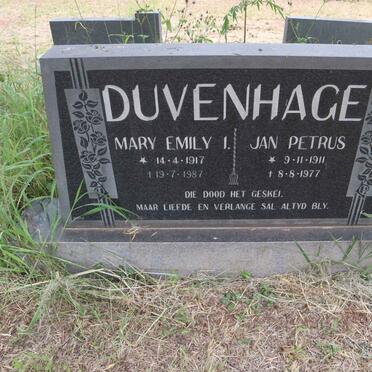 DUVENHAGE
MARY EMILY I. JAN PETRUS
* 14-4-1917 * 9-11-1911
† 19-7-1987 † 8-8-1977
DIE DOOD HET GESKEI,
MAAR LIEFDE EN VERLANGE SAL ALTYD BLY.